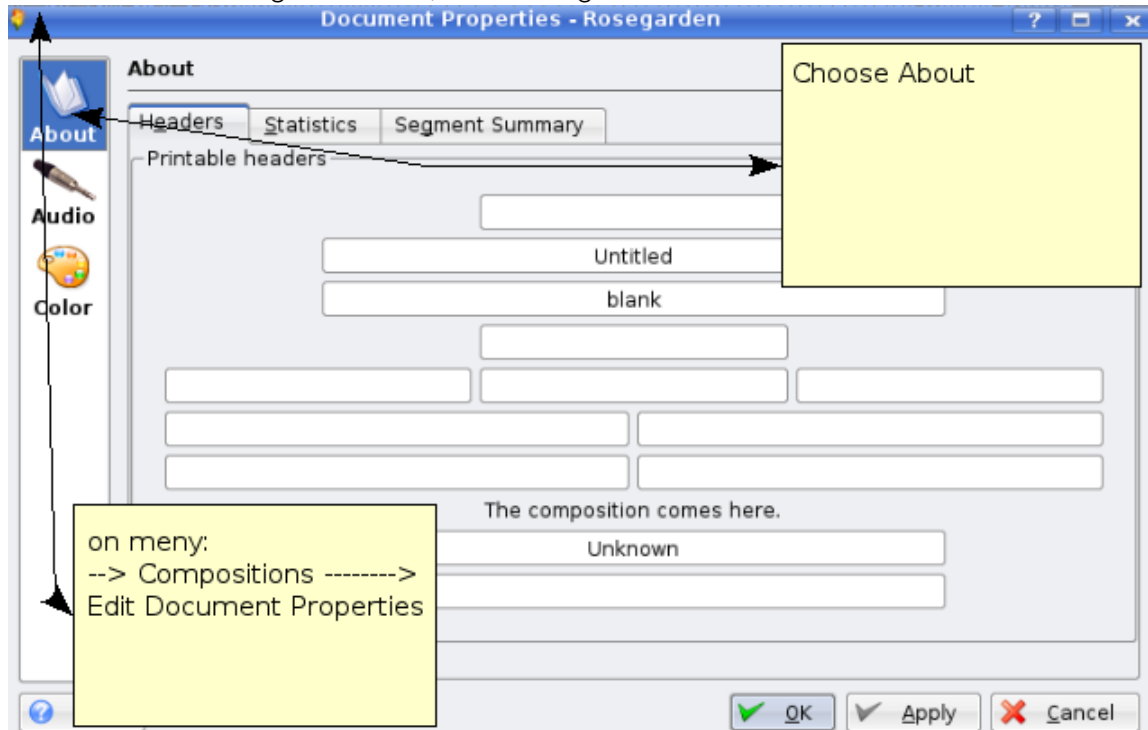 Document Properties - Rosegarden
?
About
Choose About
About
Headers Statistics Segment Summary
Printable headers
Audio
Untitled
Color
blank
The composition comes here.
on meny:
--> Compositions -------->
Edit Document Properties
Unknown
OK Apply Cancel